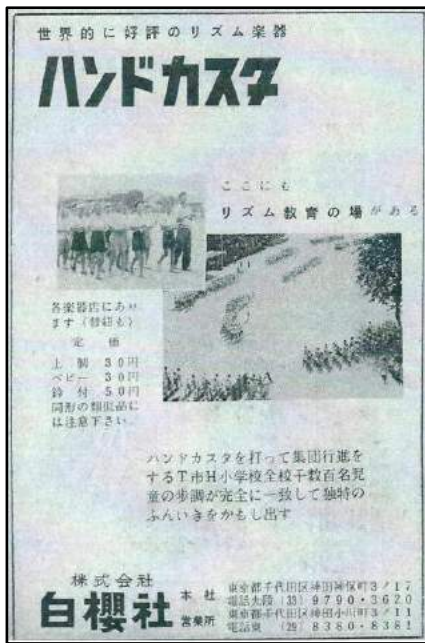 世界的に好評のリズム楽器
ハンドカスタ
ここにも
リズム教育の場がある
各楽器店にあり
ます(替紐も)
定価
上製 30円
ベビー 30円
鈴付 50円
同形の類似品に
は注意下さい
ハンドカスタを打って集団行進を
するT市H小学校全校千数百名児
童の歩調が完全に一致して独特の
ふんいきをかもし出す
株式会社
白櫻社
本社 東京都千代田区神田神保町3/17
電話九段(33)9790・3620
営業所 東京都千代田区神田小川町3/11
電話東(29)8380・8381